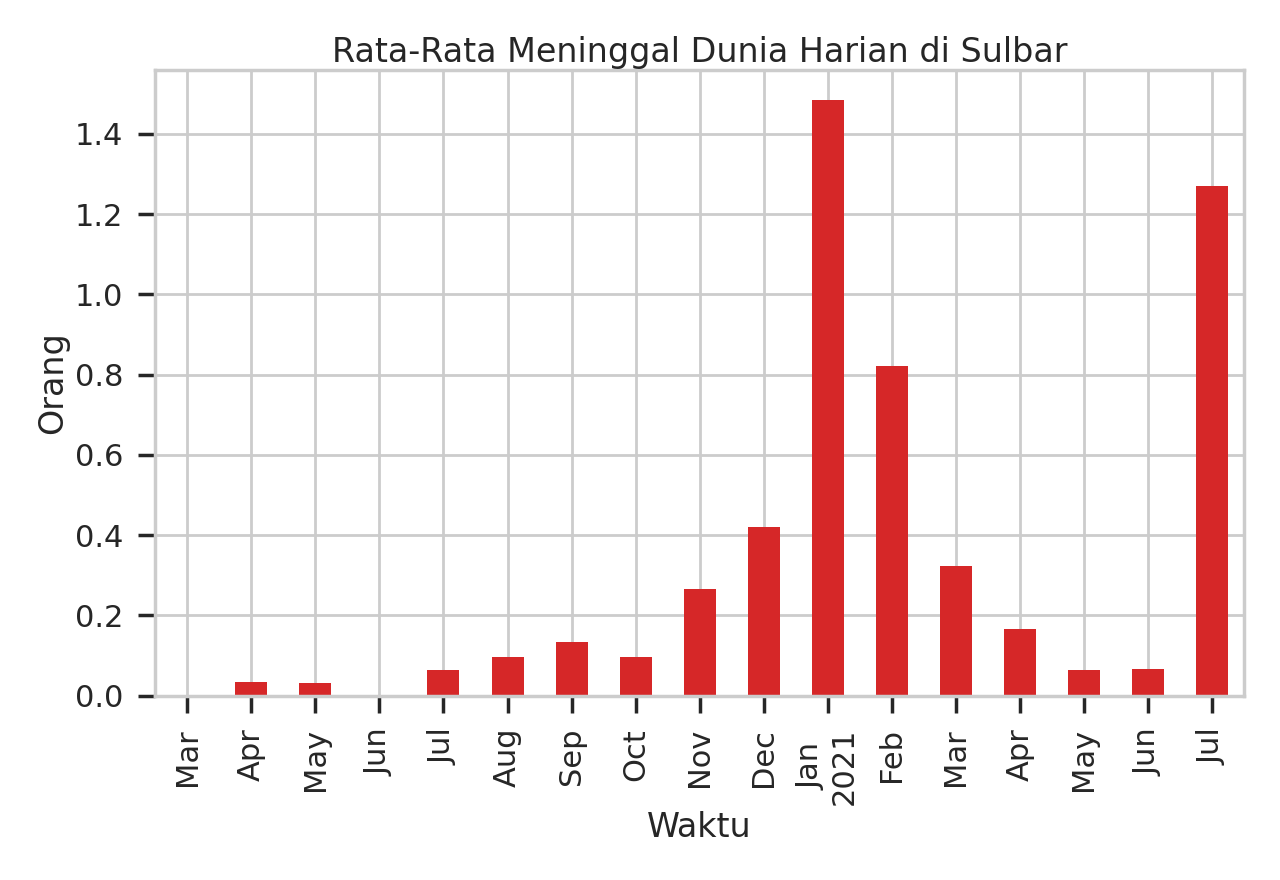 Rata-Rata Meninggal Dunia Harian di Sulbar
Orang
1.4
1.2
1.0
0.8
0.6
0.4
0.2
0.0
Mar
Apr
May
Jun
Jul
Aug
Sep
Oct
Nov
Dec
Jan
2021
Feb
Mar
Apr
May
Jun
Jul
Waktu